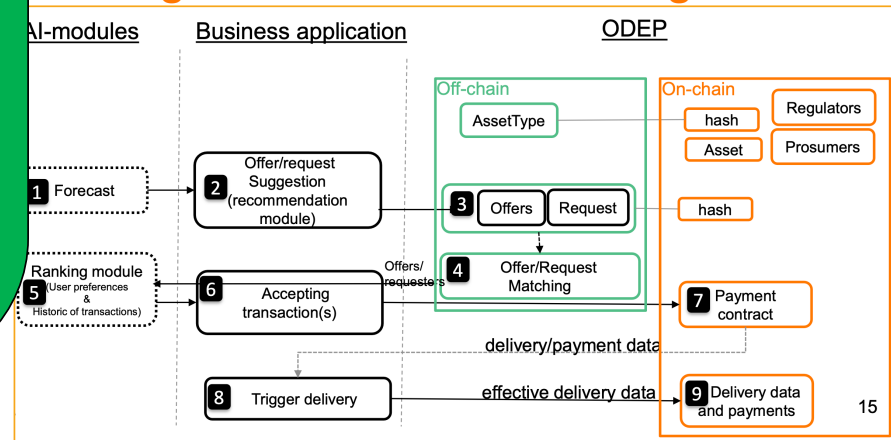 AI-modules
Business application
ODEP
Off-chain
On-chain
AssetType
hash
Regulators
Asset
Prosumers
1 Forecast
2
Offer/request
Suggestion
(recommendation
module)
3 Offers Request
hash
Ranking module
(User preferences
&
Historic of transactions)
5
6
Accepting
transaction(s)
Offers/
requesters
4
Offer/Request
Matching
7
Payment
contract
delivery/payment data
8 Trigger delivery
effective delivery data
9 Delivery data
and payments
15